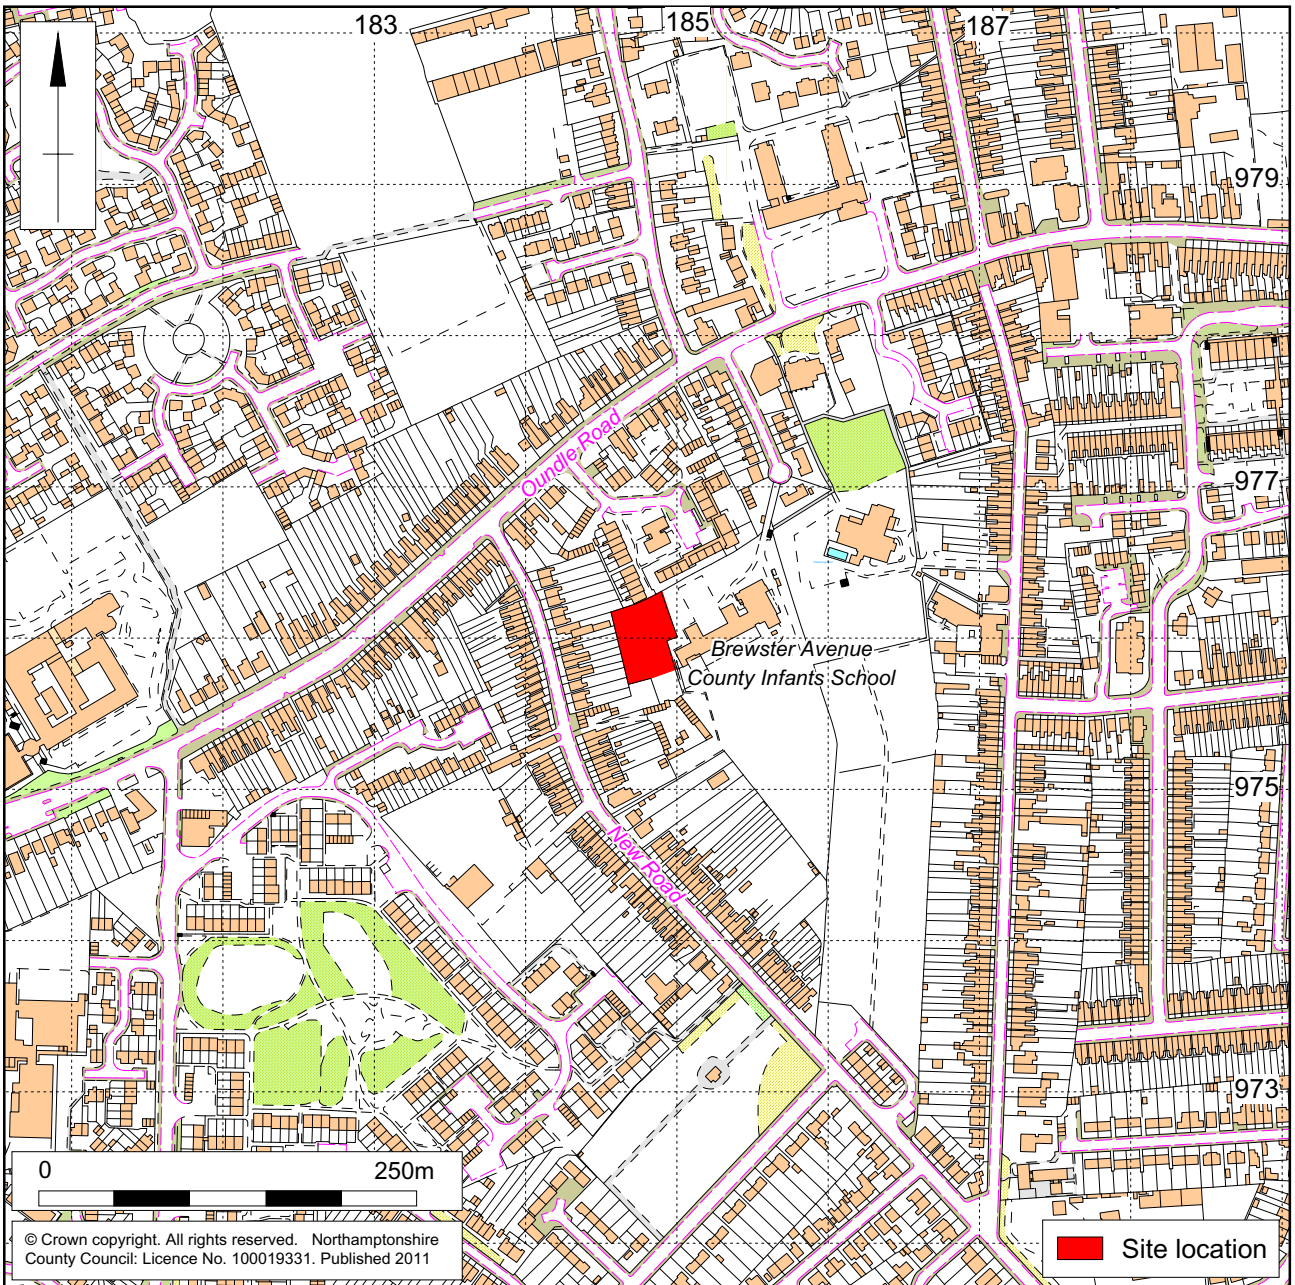 183
185
187
979
Oundle Road
977
Brewster Avenue
County Infants School
975
New Road
973
0 250m
© Crown copyright. All rights reserved. Northamptonshire
County Council: Licence No. 100019331. Published 2011
Site location